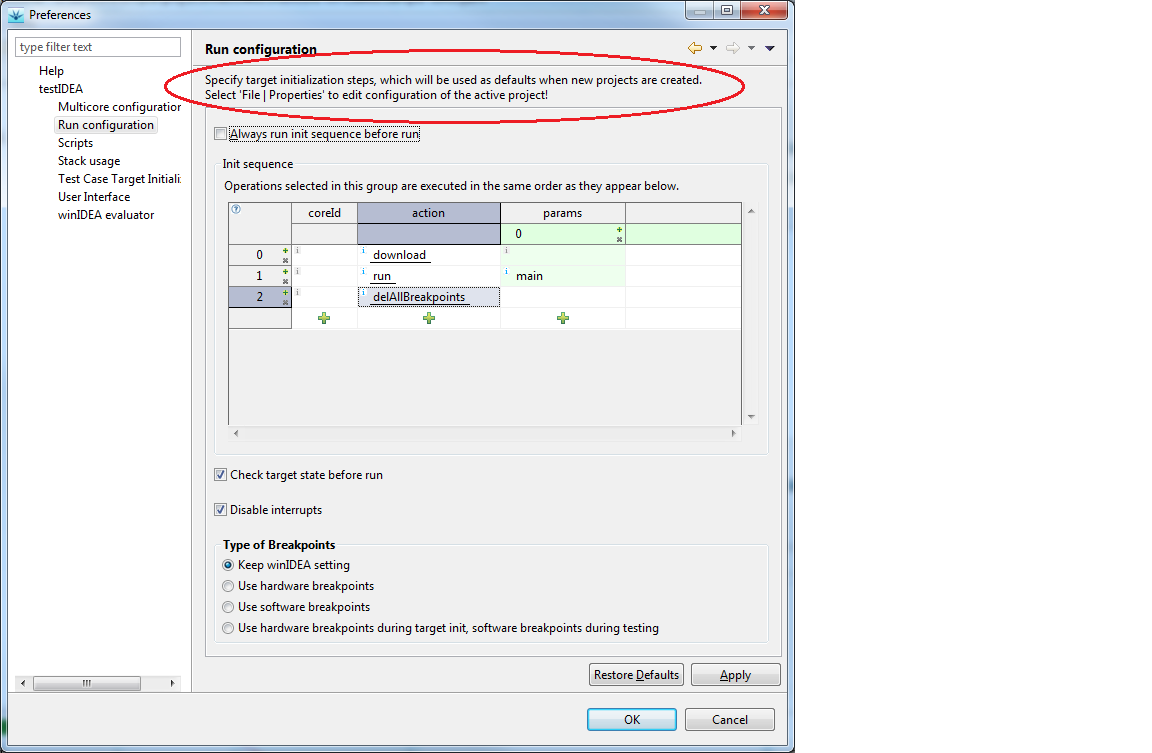 Preferences
type filter text
Help
testIDEA
Multicore configuration
Run configuration
Scripts
Stack usage
Test Case Target Initiali
User Interface
winIDEA evaluator
Run configuration
Specify target initialization steps, which will be used as defaults when new projects are created.
Select 'File | Properties' to edit configuration of the active project!
Always run init sequence before run
Init sequence
Operations selected in this group are executed in the same order as they appear below.
coreId action params
0
0 download
1 run main
2 delAllBreakpoints
Check target state before run
Disable interrupts
Type of Breakpoints
Keep winIDEA setting
Use hardware breakpoints
Use software breakpoints
Use hardware breakpoints during target init, software breakpoints during testing
Restore Defaults Apply
OK Cancel